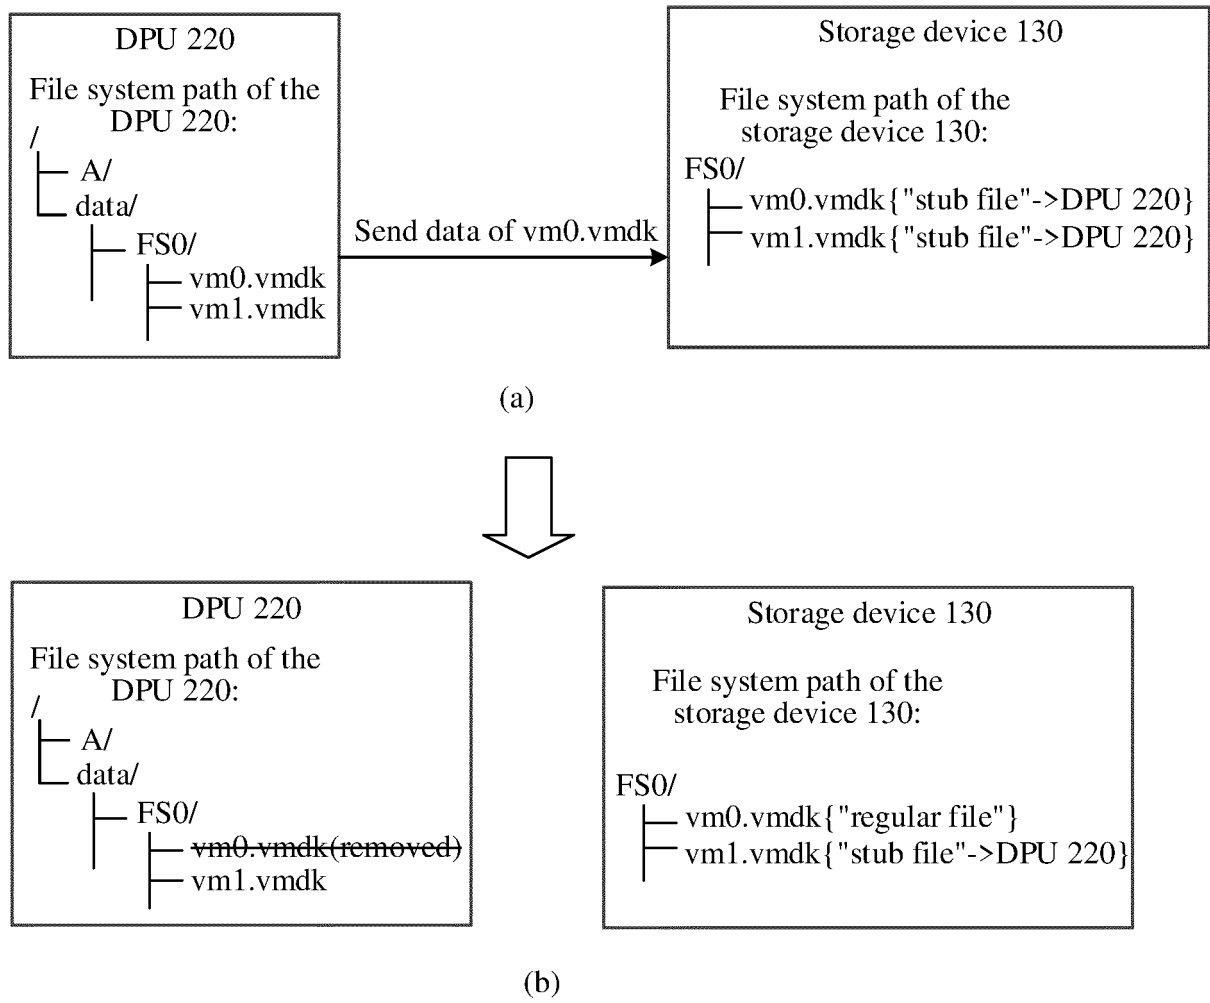 DPU 220
File system path of the
DPU 220:
/
A/
data/
FS0/
vm0.vmdk
vm1.vmdk
Send data of vm0.vmdk
Storage device 130
File system path of the
storage device 130:
FS0/
vm0.vmdk{"stub file"->DPU 220}
vm1.vmdk{"stub file"->DPU 220}
(a)
DPU 220
File system path of the
DPU 220:
/
A/
data/
FS0/
vm0.vmdk(removed)
vm1.vmdk
Storage device 130
File system path of the
storage device 130:
FS0/
vm0.vmdk{"regular file"}
vm1.vmdk{"stub file"->DPU 220}
(b)